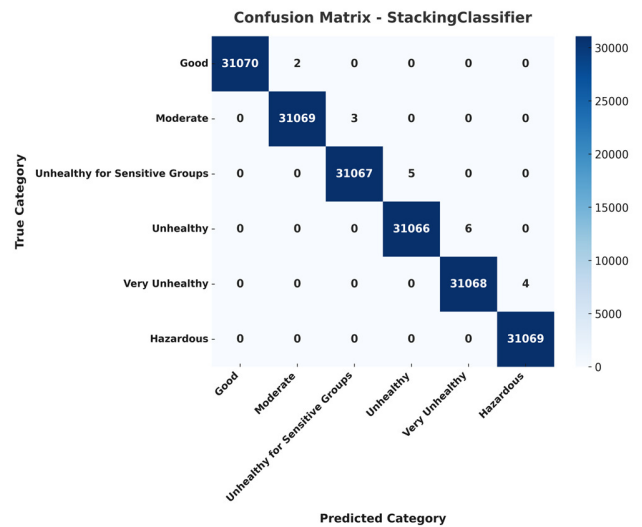 Confusion Matrix - StackingClassifier
Good 31070 2 0 0 0 0
Moderate 0 31069 3 0 0 0
Unhealthy for Sensitive Groups 0 0 31067 5 0 0
Unhealthy 0 0 0 31066 6 0
Very Unhealthy 0 0 0 0 31068 4
Hazardous 0 0 0 0 0 31069
Good
Moderate
Unhealthy for Sensitive Groups
Unhealthy
Very Unhealthy
Hazardous
True Category
Predicted Category
30000
25000
20000
15000
10000
5000
0